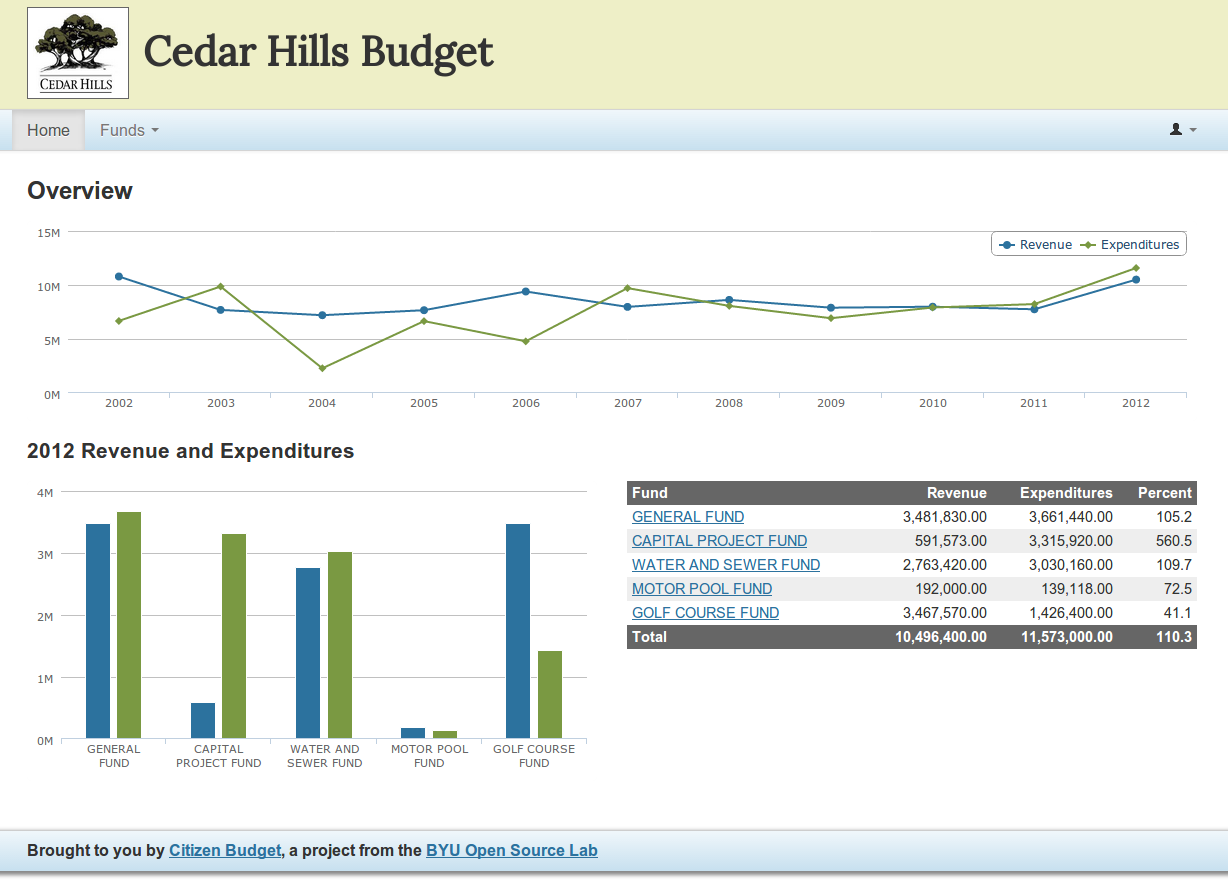 CEDAR HILLS
Cedar Hills Budget
Home Funds
Overview
15M
10M
5M
0M
Revenue Expenditures
2002 2003 2004 2005 2006 2007 2008 2009 2010 2011 2012
2012 Revenue and Expenditures
4M
3M
2M
1M
0M
GENERAL FUND
CAPITAL PROJECT FUND
WATER AND SEWER FUND
MOTOR POOL FUND
GOLF COURSE FUND
Fund Revenue Expenditures Percent
GENERAL FUND 3,481,830.00 3,661,440.00 105.2
CAPITAL PROJECT FUND 591,573.00 3,315,920.00 560.5
WATER AND SEWER FUND 2,763,420.00 3,030,160.00 109.7
MOTOR POOL FUND 192,000.00 139,118.00 72.5
GOLF COURSE FUND 3,467,570.00 1,426,400.00 41.1
Total 10,496,400.00 11,573,000.00 110.3
Brought to you by Citizen Budget, a project from the BYU Open Source Lab